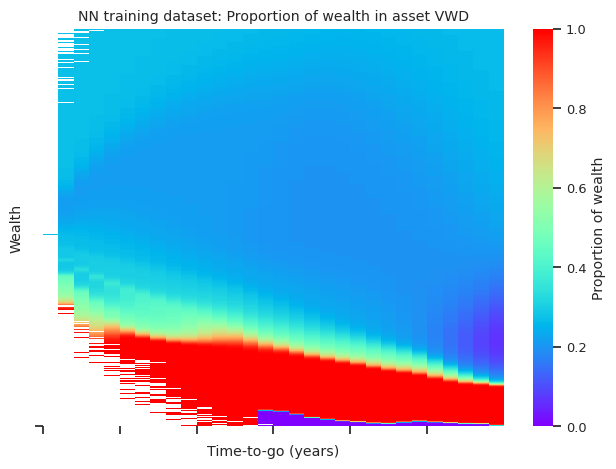 NN training dataset: Proportion of wealth in asset VWD
Wealth
Time-to-go (years)
1.0
0.8
0.6
0.4
0.2
0.0
Proportion of wealth